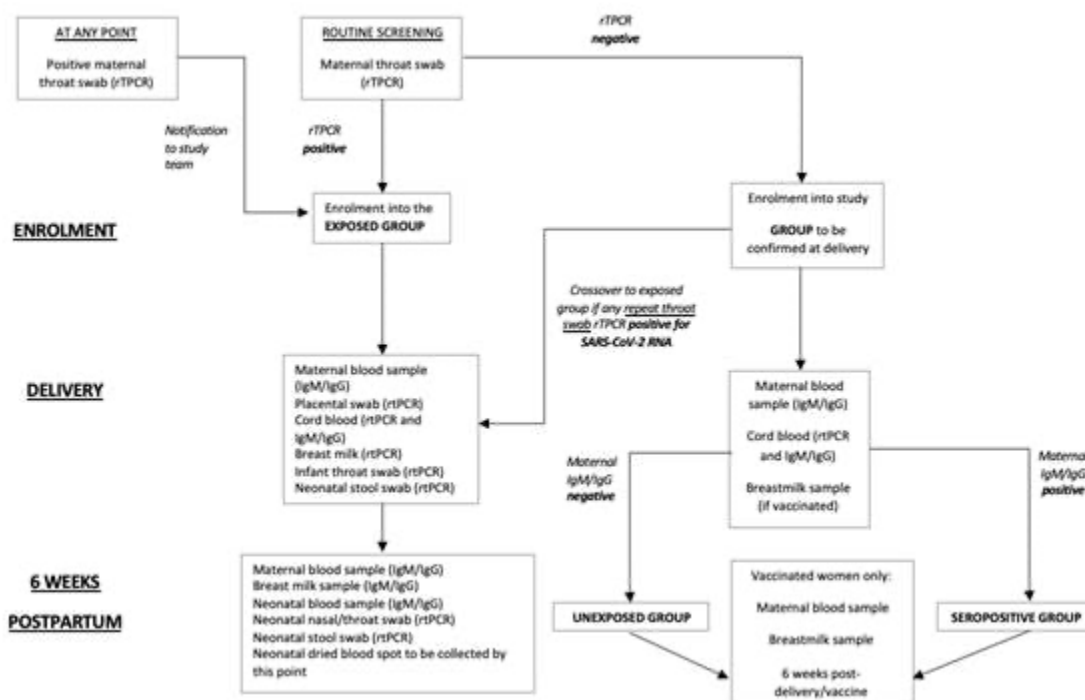 AT ANY POINT
Positive maternal
throat swab (rTPCR)
ROUTINE SCREENING
Maternal throat swab
(rTPCR)
rTPCR
negative
Notification
to study
team
rTPCR
positive
ENROLMENT
Enrolment into the
EXPOSED GROUP
Enrolment into study
GROUP to be
confirmed at delivery
Crossover to exposed
group if any repeat throat
swab rTPCR positive for
SARS-CoV-2 RNA
DELIVERY
Maternal blood sample
(IgM/IgG)
Placental swab (rtPCR)
Cord blood (rtPCR and
IgM/IgG)
Breast milk (rtPCR)
Infant throat swab (rtPCR)
Neonatal stool swab (rtPCR)
Maternal blood
sample (IgM/IgG)
Cord blood (rtPCR
and IgM/IgG)
Breastmilk sample
(if vaccinated)
Maternal
IgM/IgG
negative
Maternal
IgM/IgG
positive
6 WEEKS
POSTPARTUM
Maternal blood sample (IgM/IgG)
Breast milk sample (IgM/IgG)
Neonatal blood sample (IgM/IgG)
Neonatal nasal/throat swab (rtPCR)
Neonatal stool swab (rtPCR)
Neonatal dried blood spot to be collected by
this point
UNEXPOSED GROUP
Vaccinated women only:
Maternal blood sample
Breastmilk sample
6 weeks post-
delivery/vaccine
SEROPOSITIVE GROUP